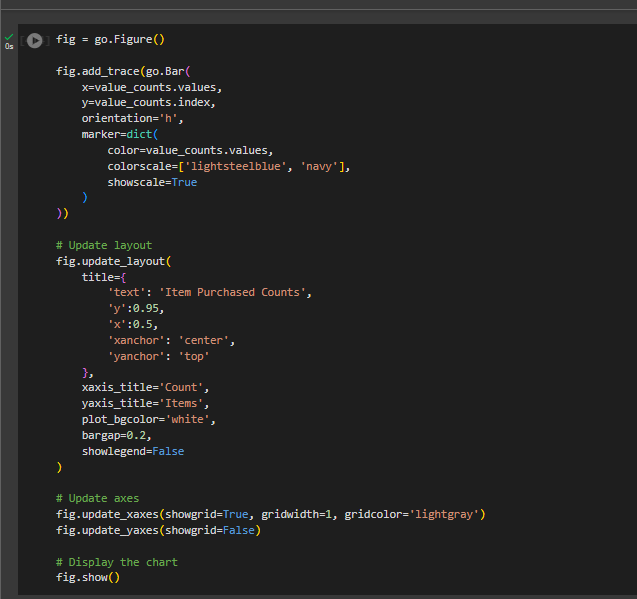 fig = go.Figure()
0s
fig.add_trace(go.Bar(
    x=value_counts.values,
    y=value_counts.index,
    orientation='h',
    marker=dict(
        color=value_counts.values,
        colorscale=['lightsteelblue', 'navy'],
        showscale=True
    )
))
# Update layout
fig.update_layout(
    title={
        'text': 'Item Purchased Counts',
        'y':0.95,
        'x':0.5,
        'xanchor': 'center',
        'yanchor': 'top'
    },
    xaxis_title='Count',
    yaxis_title='Items',
    plot_bgcolor='white',
    bargap=0.2,
    showlegend=False
)
# Update axes
fig.update_xaxes(showgrid=True, gridwidth=1, gridcolor='lightgray')
fig.update_yaxes(showgrid=False)
# Display the chart
fig.show()